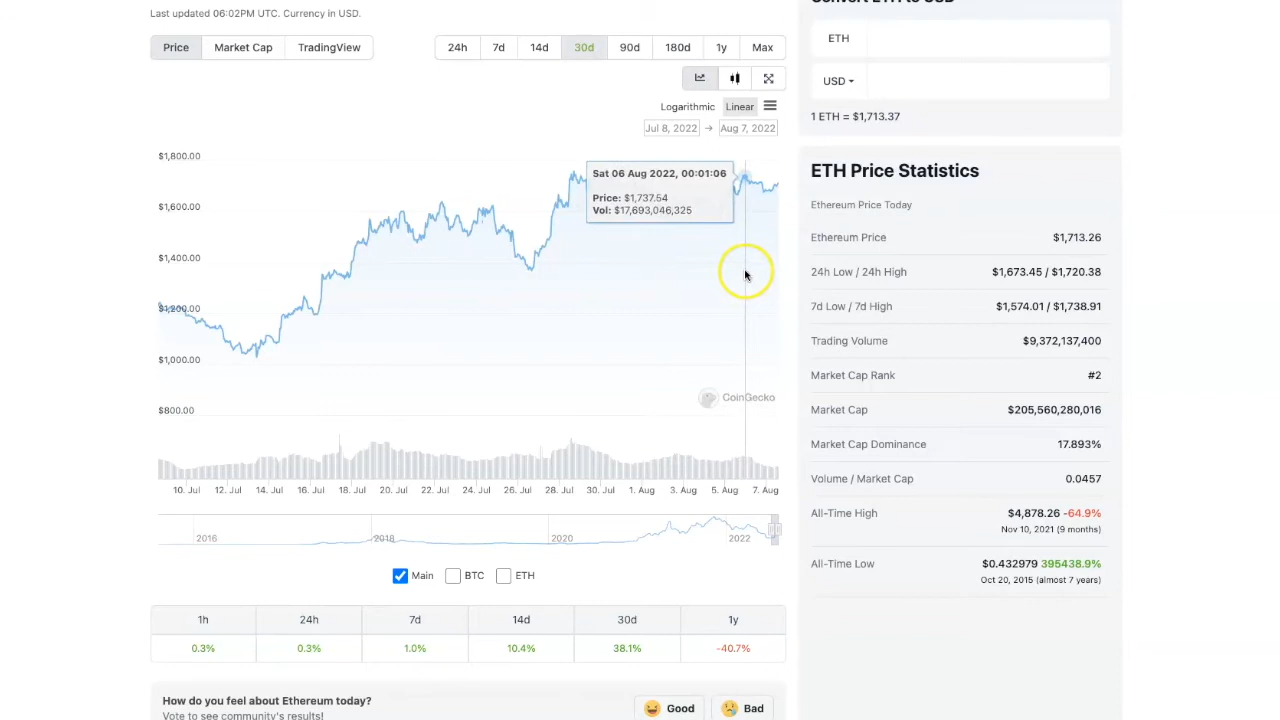 Last updated 06:02PM UTC. Currency in USD.
Price Market Cap TradingView
24h 7d 14d 30d 90d 180d 1y Max
Logarithmic Linear
Jul 8, 2022 → Aug 7, 2022
$1,800.00
$1,600.00
$1,400.00
$1,200.00
$1,000.00
$800.00
Sat 06 Aug 2022, 00:01:06
Price: $1,737.54
Vol: $17,693,046,325
CoinGecko
10. Jul 12. Jul 14. Jul 16. Jul 18. Jul 20. Jul 22. Jul 24. Jul 26. Jul 28. Jul 30. Jul 1. Aug 3. Aug 5. Aug 7. Aug
2016 2018 2020 2022
Main BTC ETH
1h 24h 7d 14d 30d 1y
0.3% 0.3% 1.0% 10.4% 38.1% -40.7%
How do you feel about Ethereum today?
Vote to see community's results!
Good Bad
Convert ETH to USD
ETH
USD
1 ETH = $1,713.37
ETH Price Statistics
Ethereum Price Today
Ethereum Price $1,713.26
24h Low / 24h High $1,673.45 / $1,720.38
7d Low / 7d High $1,574.01 / $1,738.91
Trading Volume $9,372,137,400
Market Cap Rank #2
Market Cap $205,560,280,016
Market Cap Dominance 17.893%
Volume / Market Cap 0.0457
All-Time High $4,878.26 -64.9%
Nov 10, 2021 (9 months)
All-Time Low $0.432979 395438.9%
Oct 20, 2015 (almost 7 years)